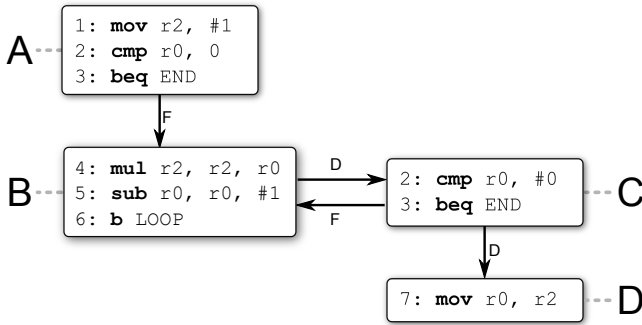 A
1: mov r2, #1
2: cmp r0, 0
3: beq END
F
B
4: mul r2, r2, r0
5: sub r0, r0, #1
6: b LOOP
D
F
2: cmp r0, #0
3: beq END
C
D
7: mov r0, r2
D